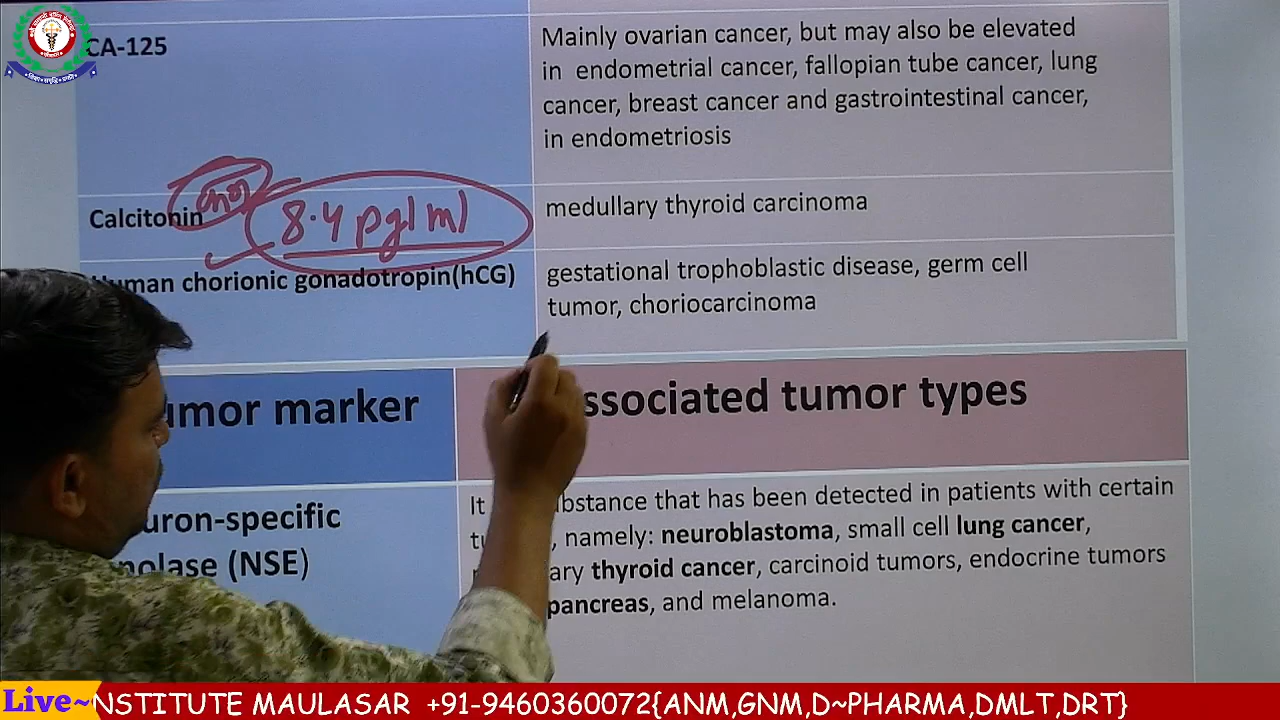 CA-125
Mainly ovarian cancer, but may also be elevated
in endometrial cancer, fallopian tube cancer, lung
cancer, breast cancer and gastrointestinal cancer,
in endometriosis
Calcitonin
8.4 pg/ml
medullary thyroid carcinoma
uman chorionic gonadotropin(hCG)
gestational trophoblastic disease, germ cell
tumor, choriocarcinoma
umor marker
ssociated tumor types
uron-specific
nolase (NSE)
It
bstance that has been detected in patients with certain
tu
, namely: neuroblastoma, small cell lung cancer,
ary thyroid cancer, carcinoid tumors, endocrine tumors
pancreas, and melanoma.
Live~
NSTITUTE MAULASAR +91-9460360072{ANM,GNM,D~PHARMA,DMLT,DRT}